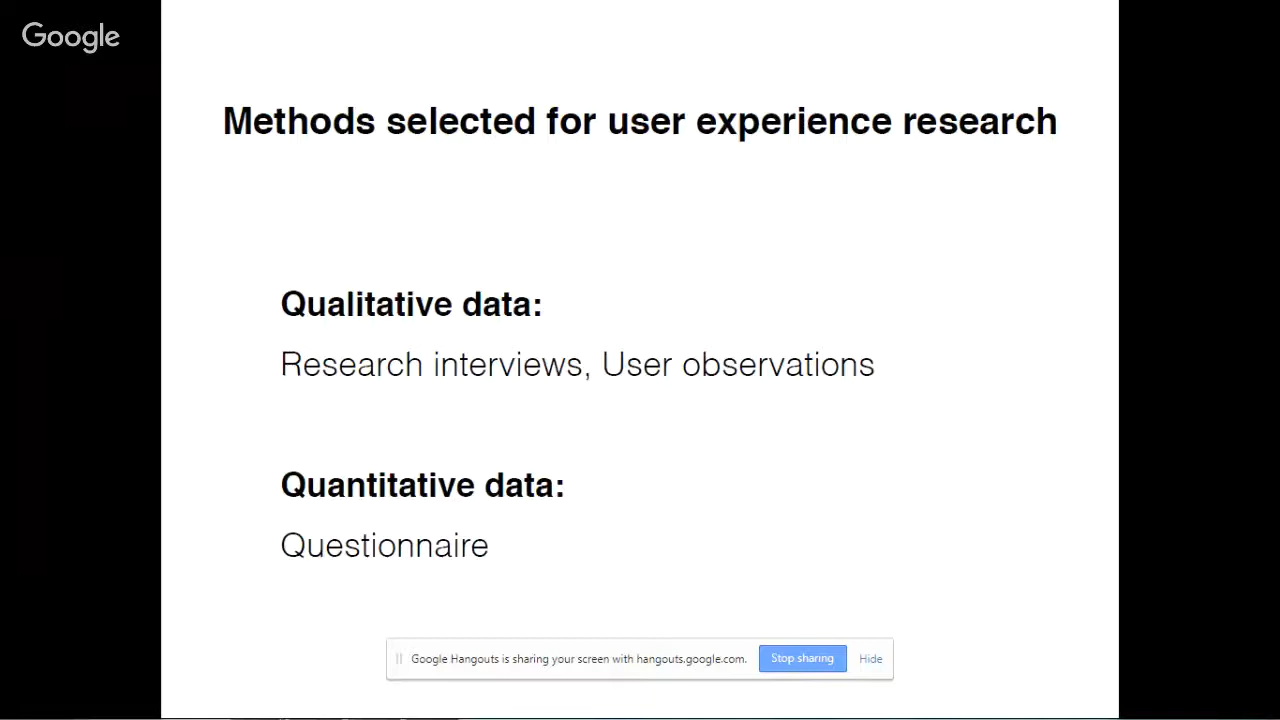 Google
Methods selected for user experience research
Qualitative data:
Research interviews, User observations
Quantitative data:
Questionnaire
Google Hangouts is sharing your screen with hangouts.google.com. Stop sharing Hide